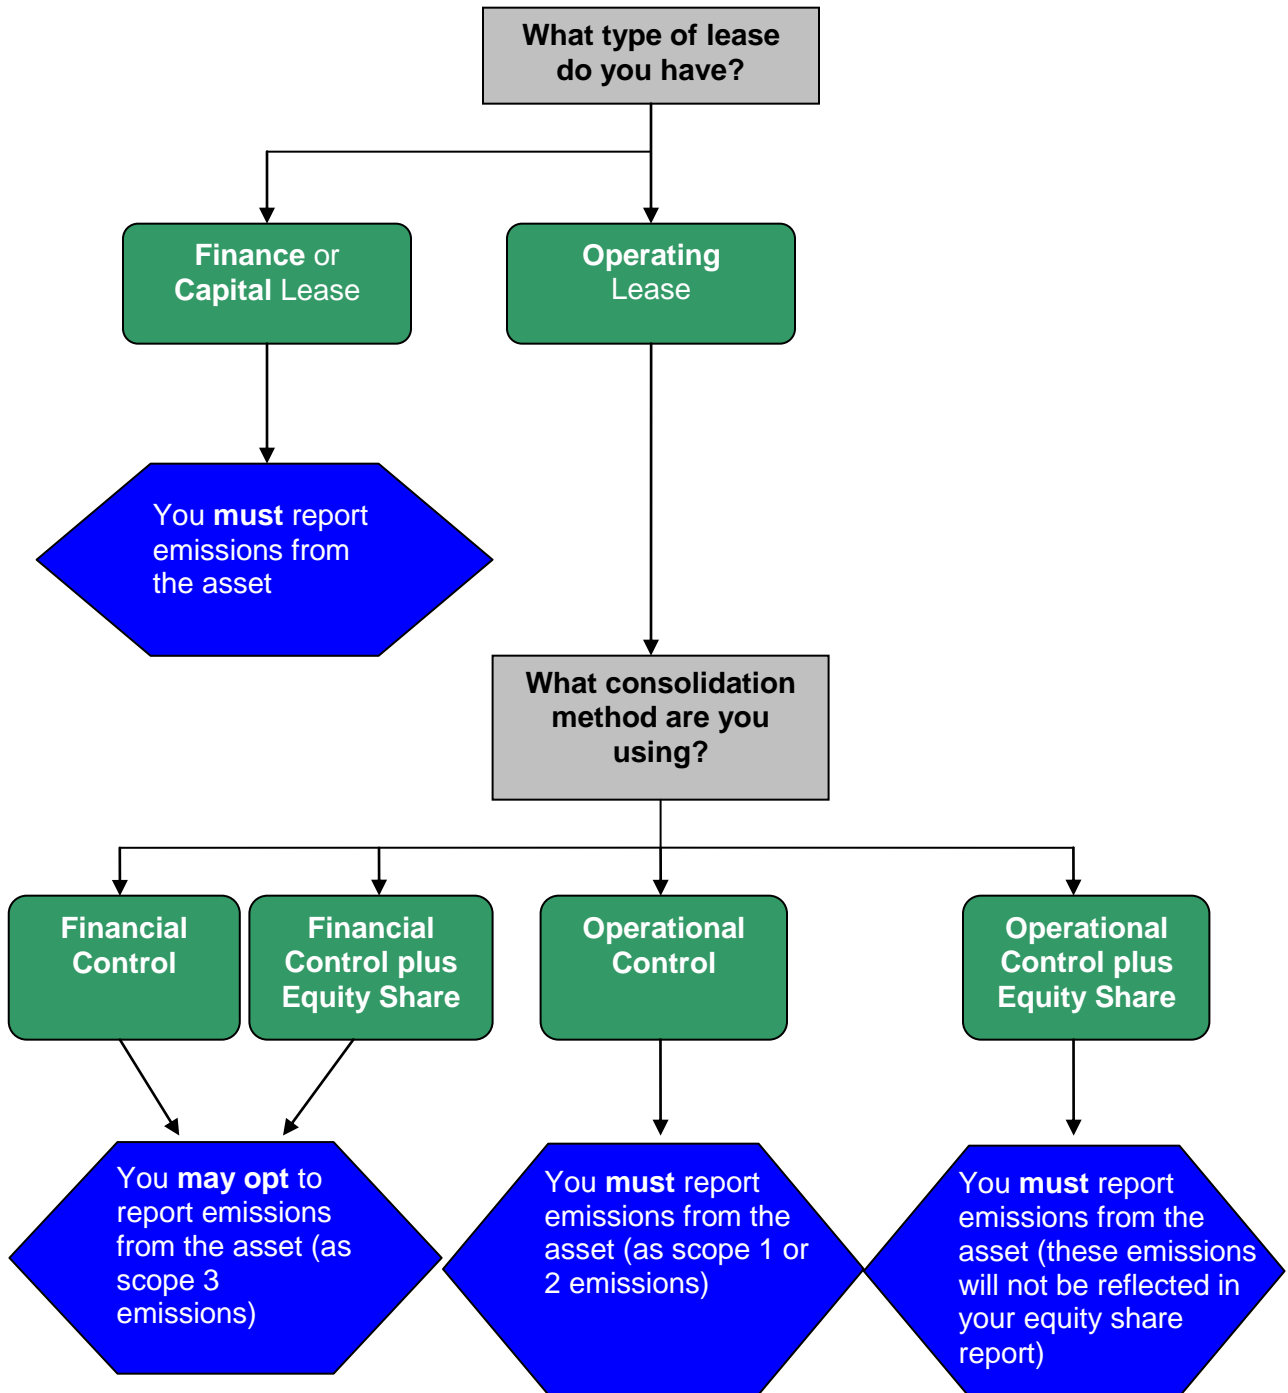 What type of lease
do you have?
Finance or
Capital Lease
Operating
Lease
You must report
emissions from
the asset
What consolidation
method are you
using?
Financial
Control
Financial
Control plus
Equity Share
Operational
Control
Operational
Control plus
Equity Share
You may opt to
report emissions
from the asset (as
scope 3
emissions)
You must report
emissions from the
asset (as scope 1 or
2 emissions)
You must report
emissions from the
asset (these emissions
will not be reflected in
your equity share
report)